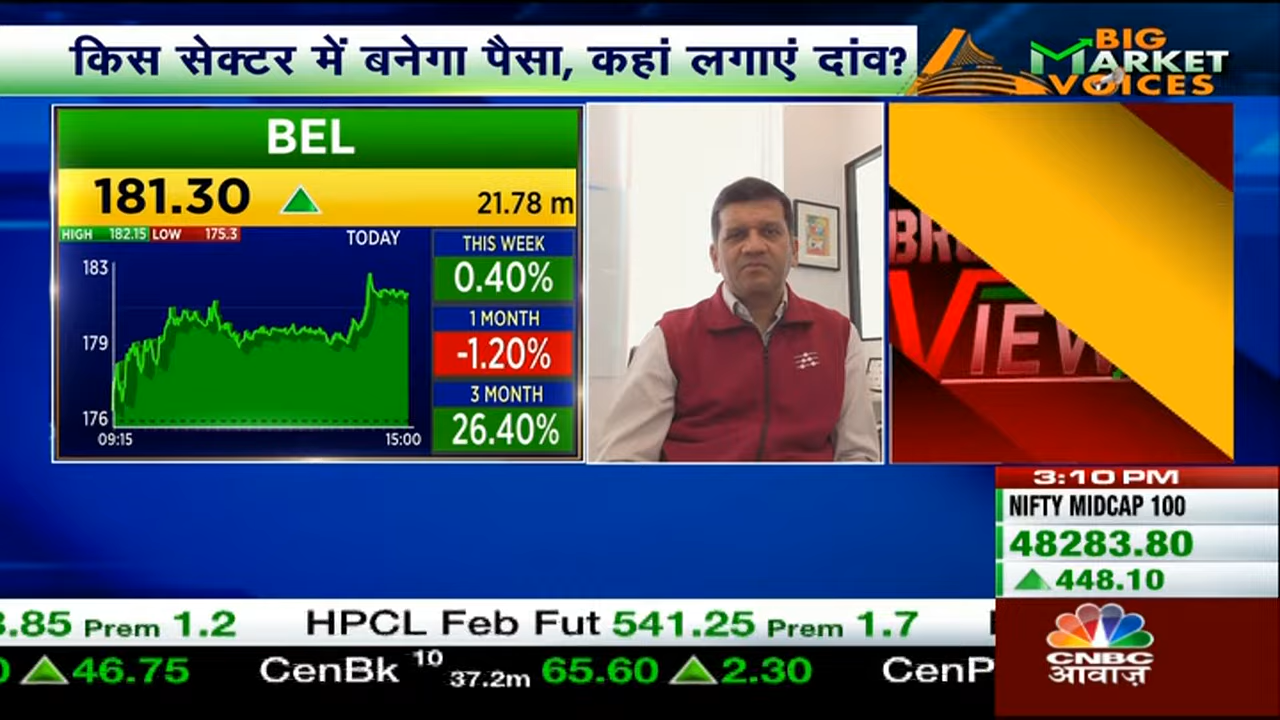 किस सेक्टर में बनेगा पैसा, कहां लगाएं दांव?
BIG
MARKET
VOICES
BEL
181.30
21.78 m
HIGH 182.15 LOW 175.3
TODAY
183
179
176
09:15
15:00
THIS WEEK
0.40%
1 MONTH
-1.20%
3 MONTH
26.40%
3:10 PM
NIFTY MIDCAP 100
48283.80
448.10
.85 Prem 1.2 HPCL Feb Fut 541.25 Prem 1.7
46.75 CenBk 10 37.2m 65.60 2.30 CenP
CNBC
आवाज़